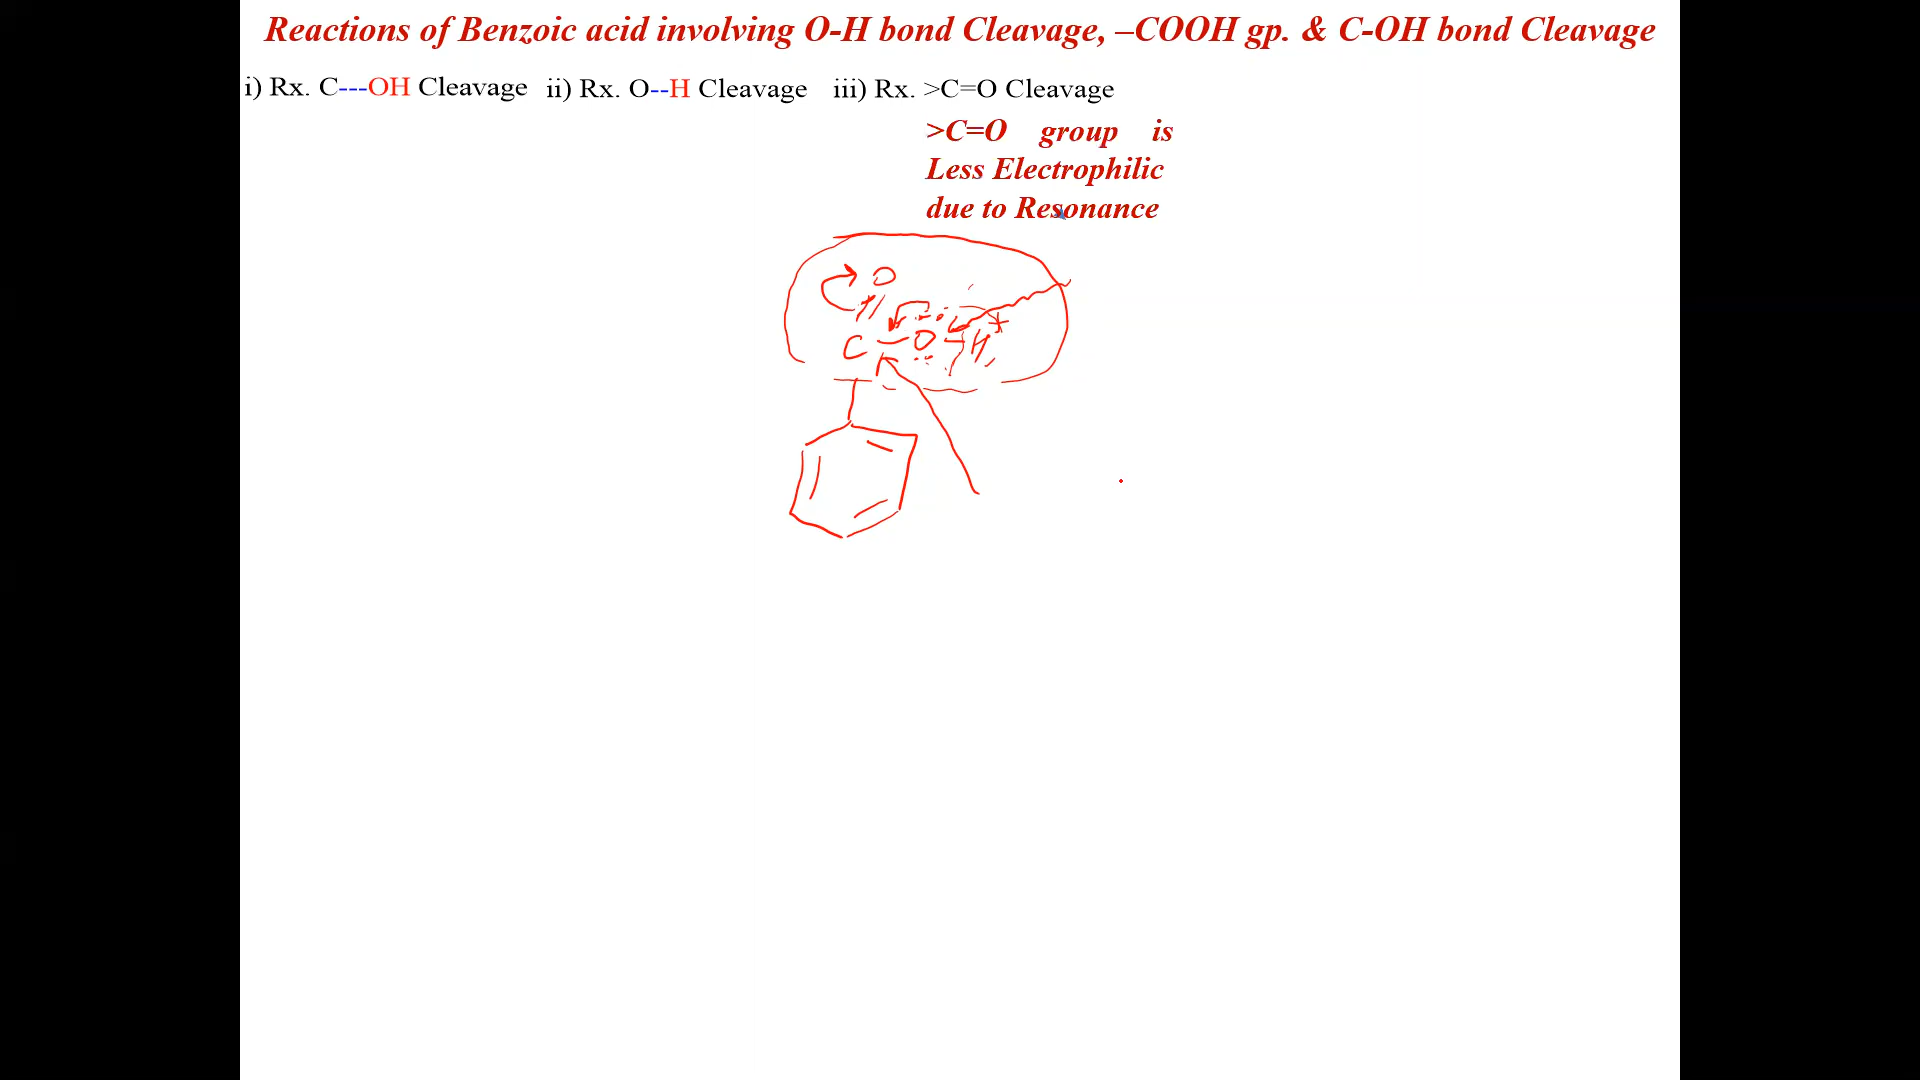 Reactions of Benzoic acid involving O-H bond Cleavage, –COOH gp. & C-OH bond Cleavage
i) Rx. C---OH Cleavage ii) Rx. O--H Cleavage iii) Rx. >C=O Cleavage
>C=O group is
Less Electrophilic
due to Resonance
O
C O H +